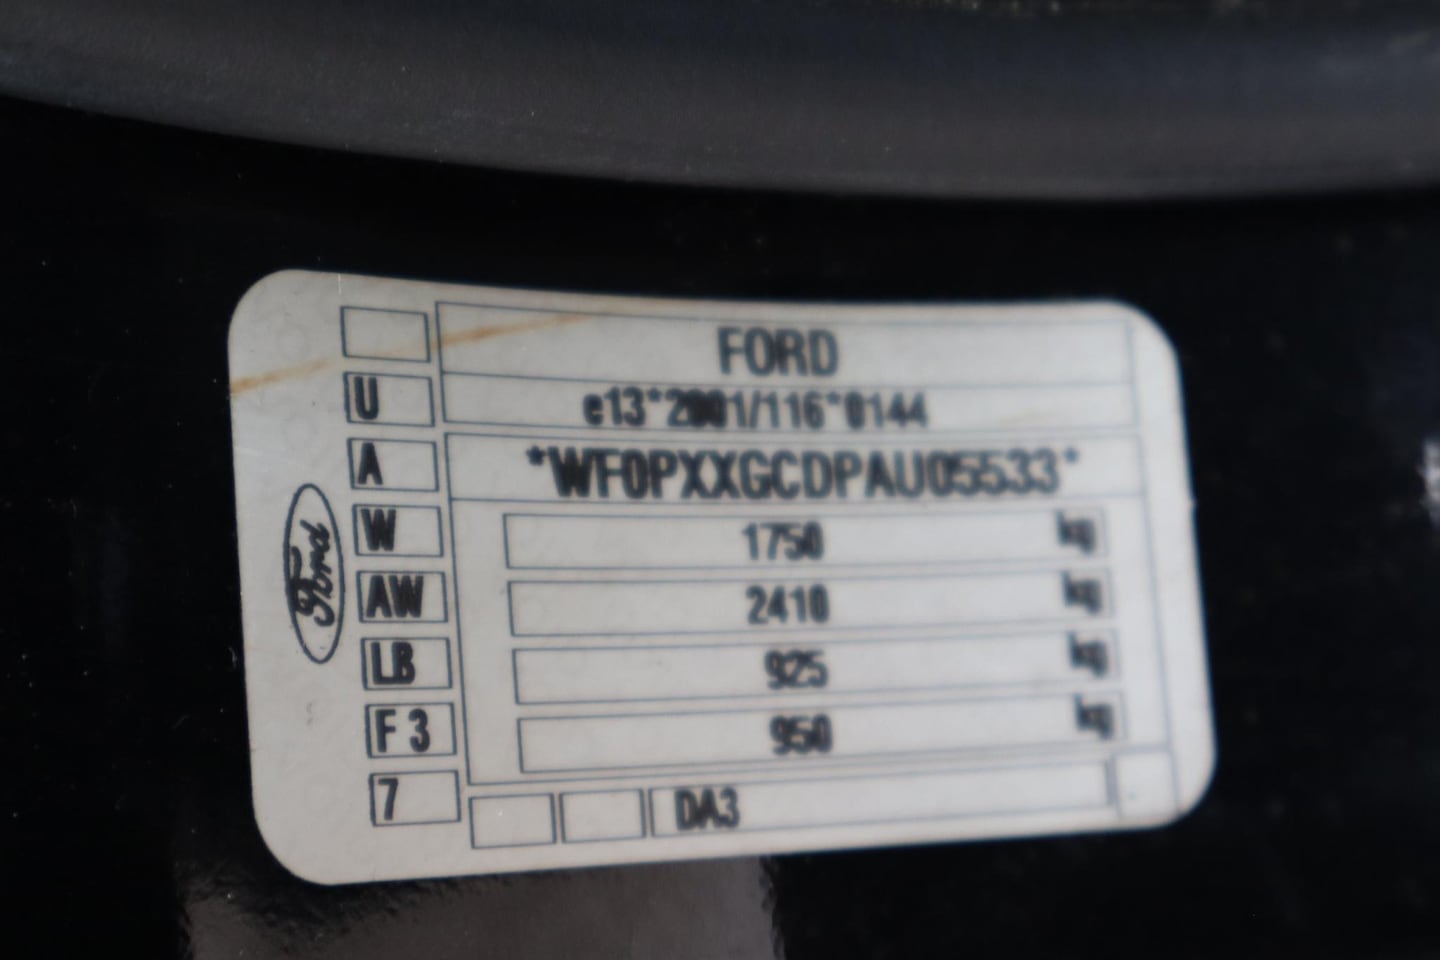 FORD
U e13*2001/116*0144
A *WF0PXXGCDPAU05533*
W 1750 kg
AW 2410 kg
LB 925 kg
F 3 950 kg
7 DA3
Ford